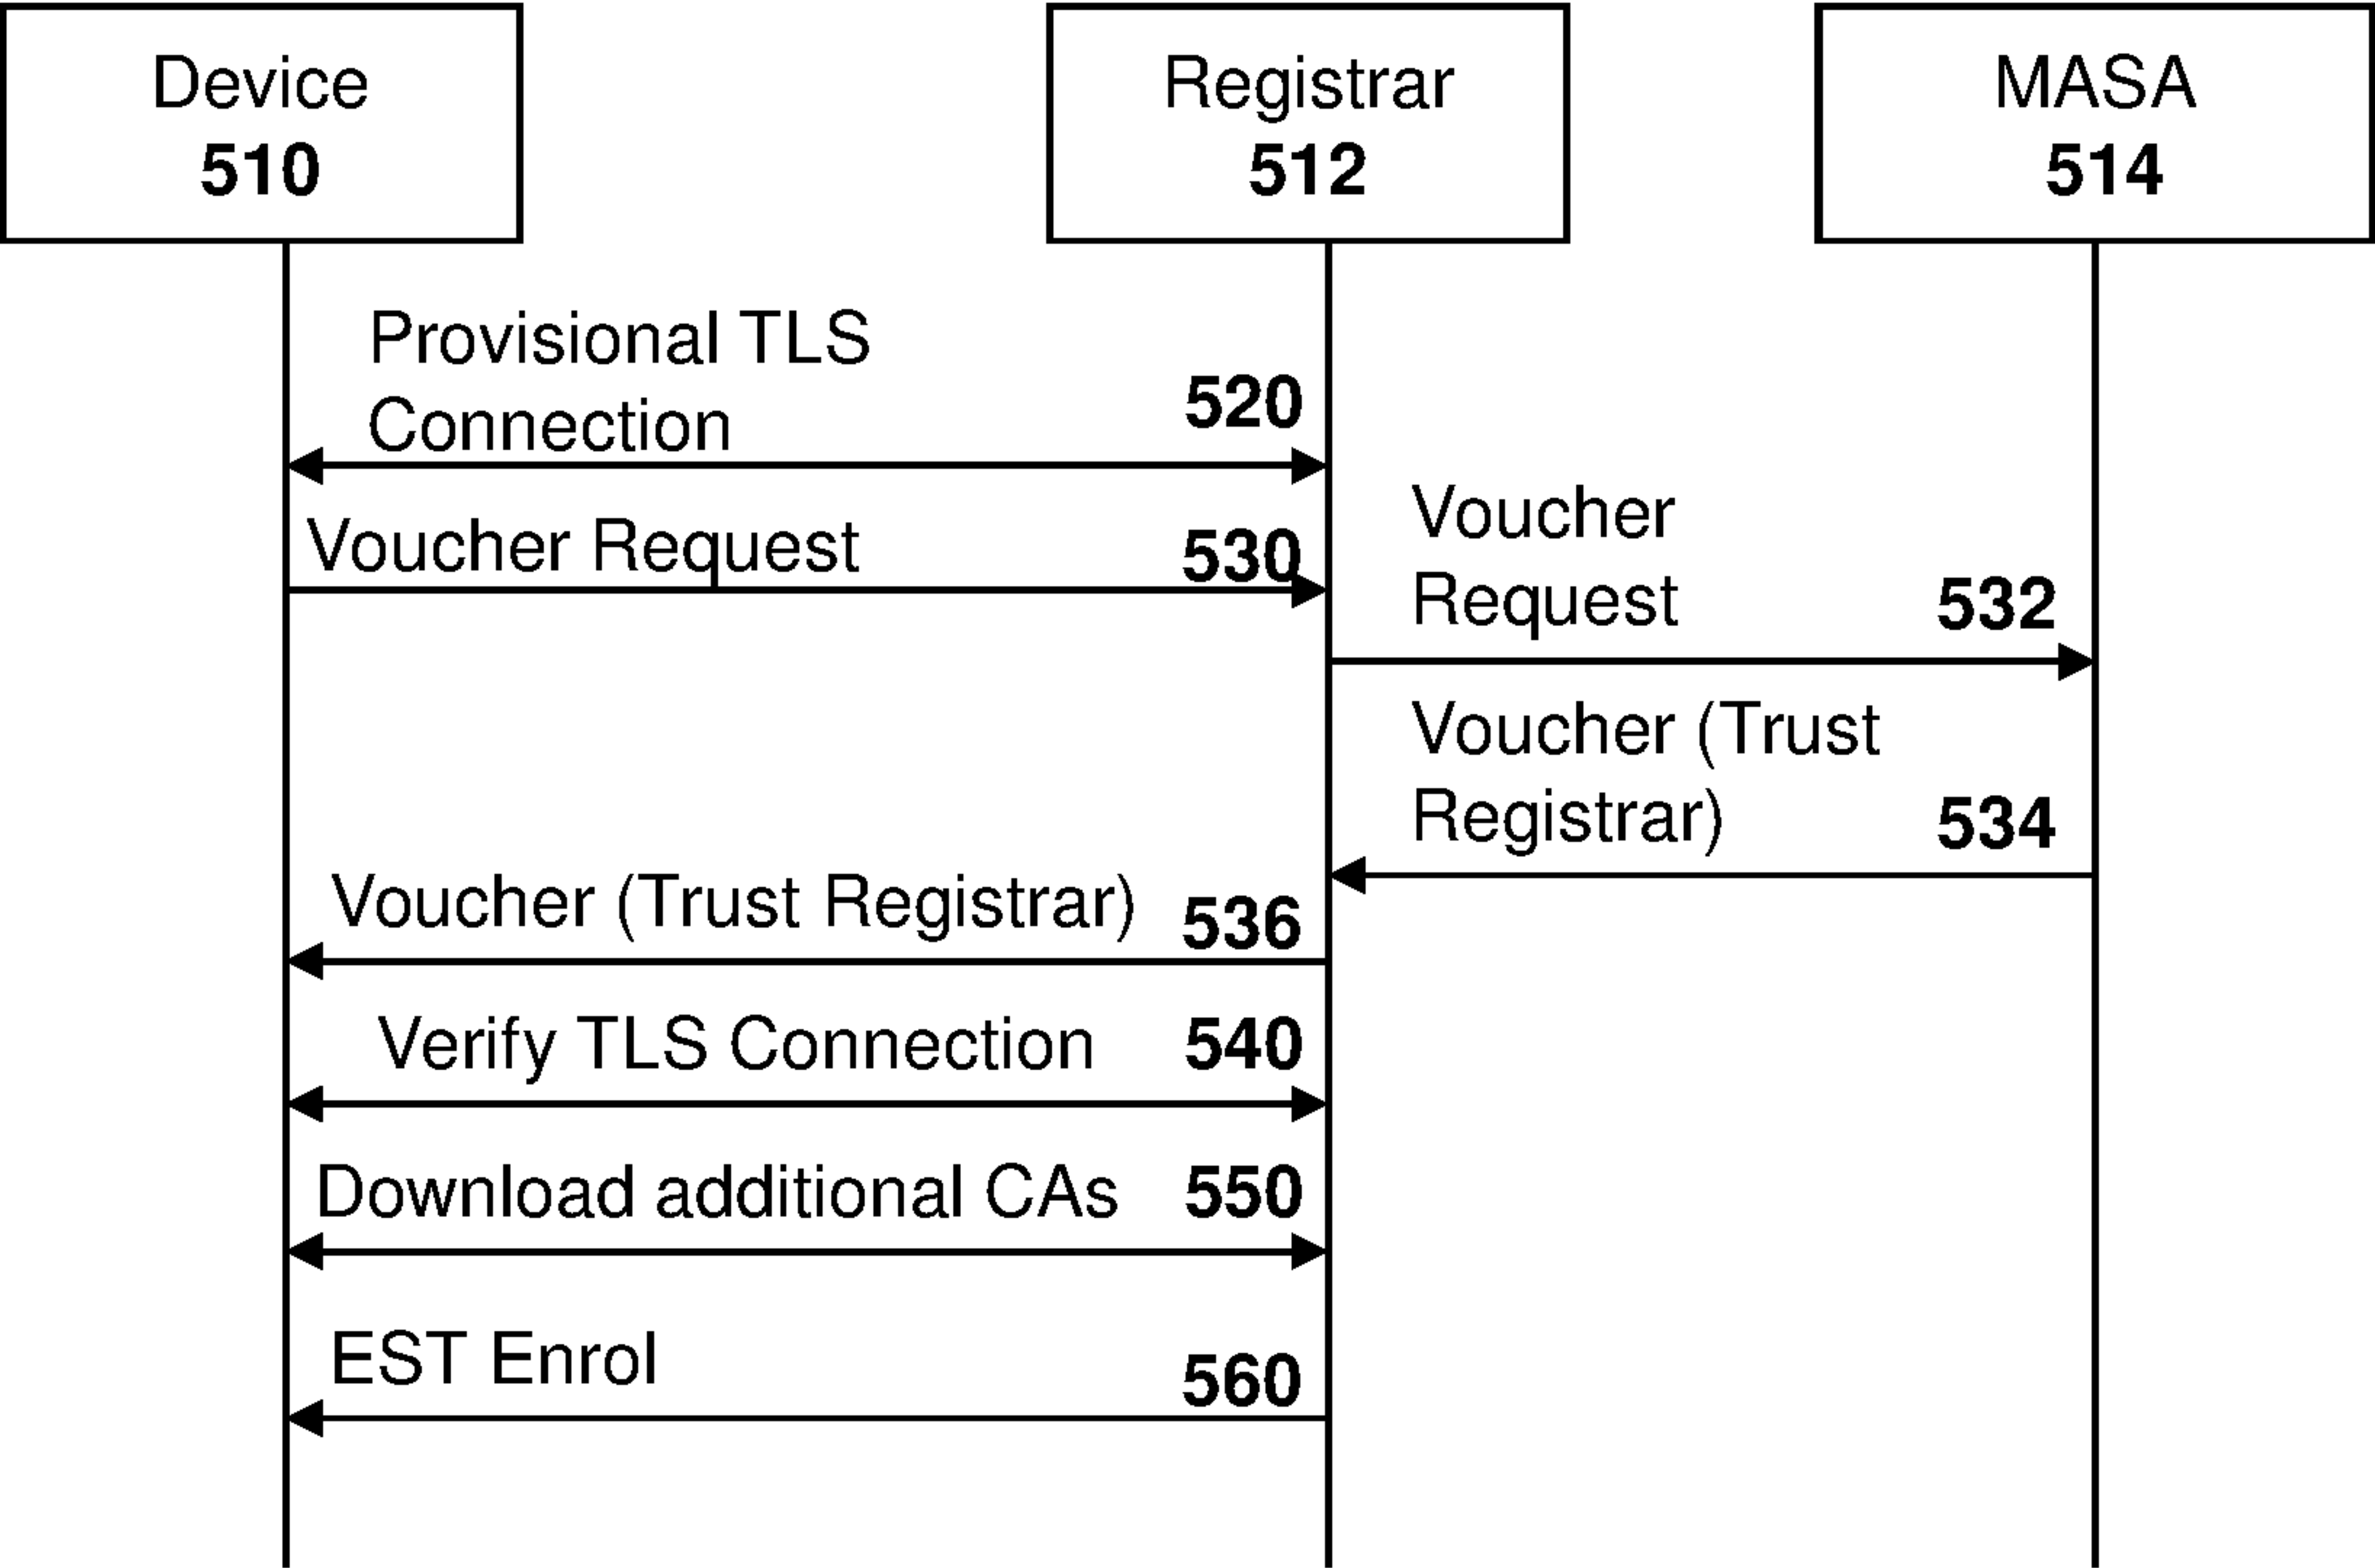 Device
510
Registrar
512
MASA
514
Provisional TLS
Connection
520
Voucher Request
530
Voucher
Request
532
Voucher (Trust
Registrar)
534
Voucher (Trust Registrar)
536
Verify TLS Connection
540
Download additional CAs
550
EST Enrol
560